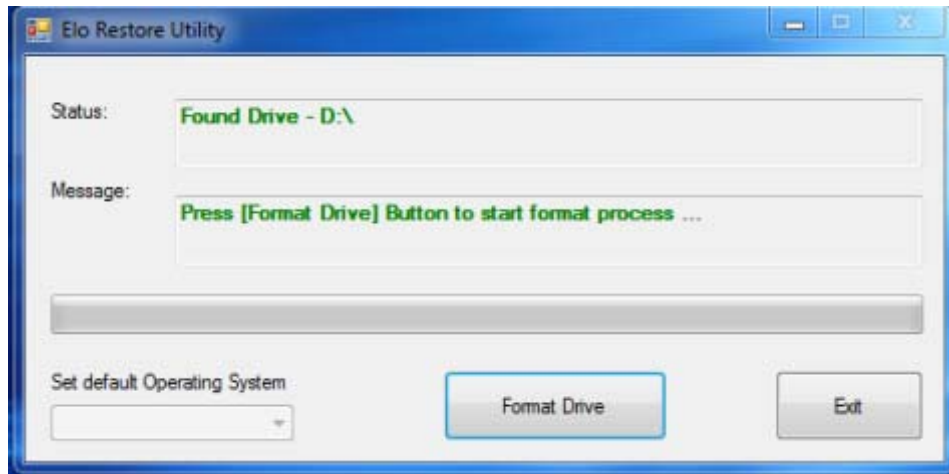 Elo Restore Utility
Status:
Found Drive - D:\
Message:
Press [Format Drive] Button to start format process ...
Set default Operating System
Format Drive
Exit